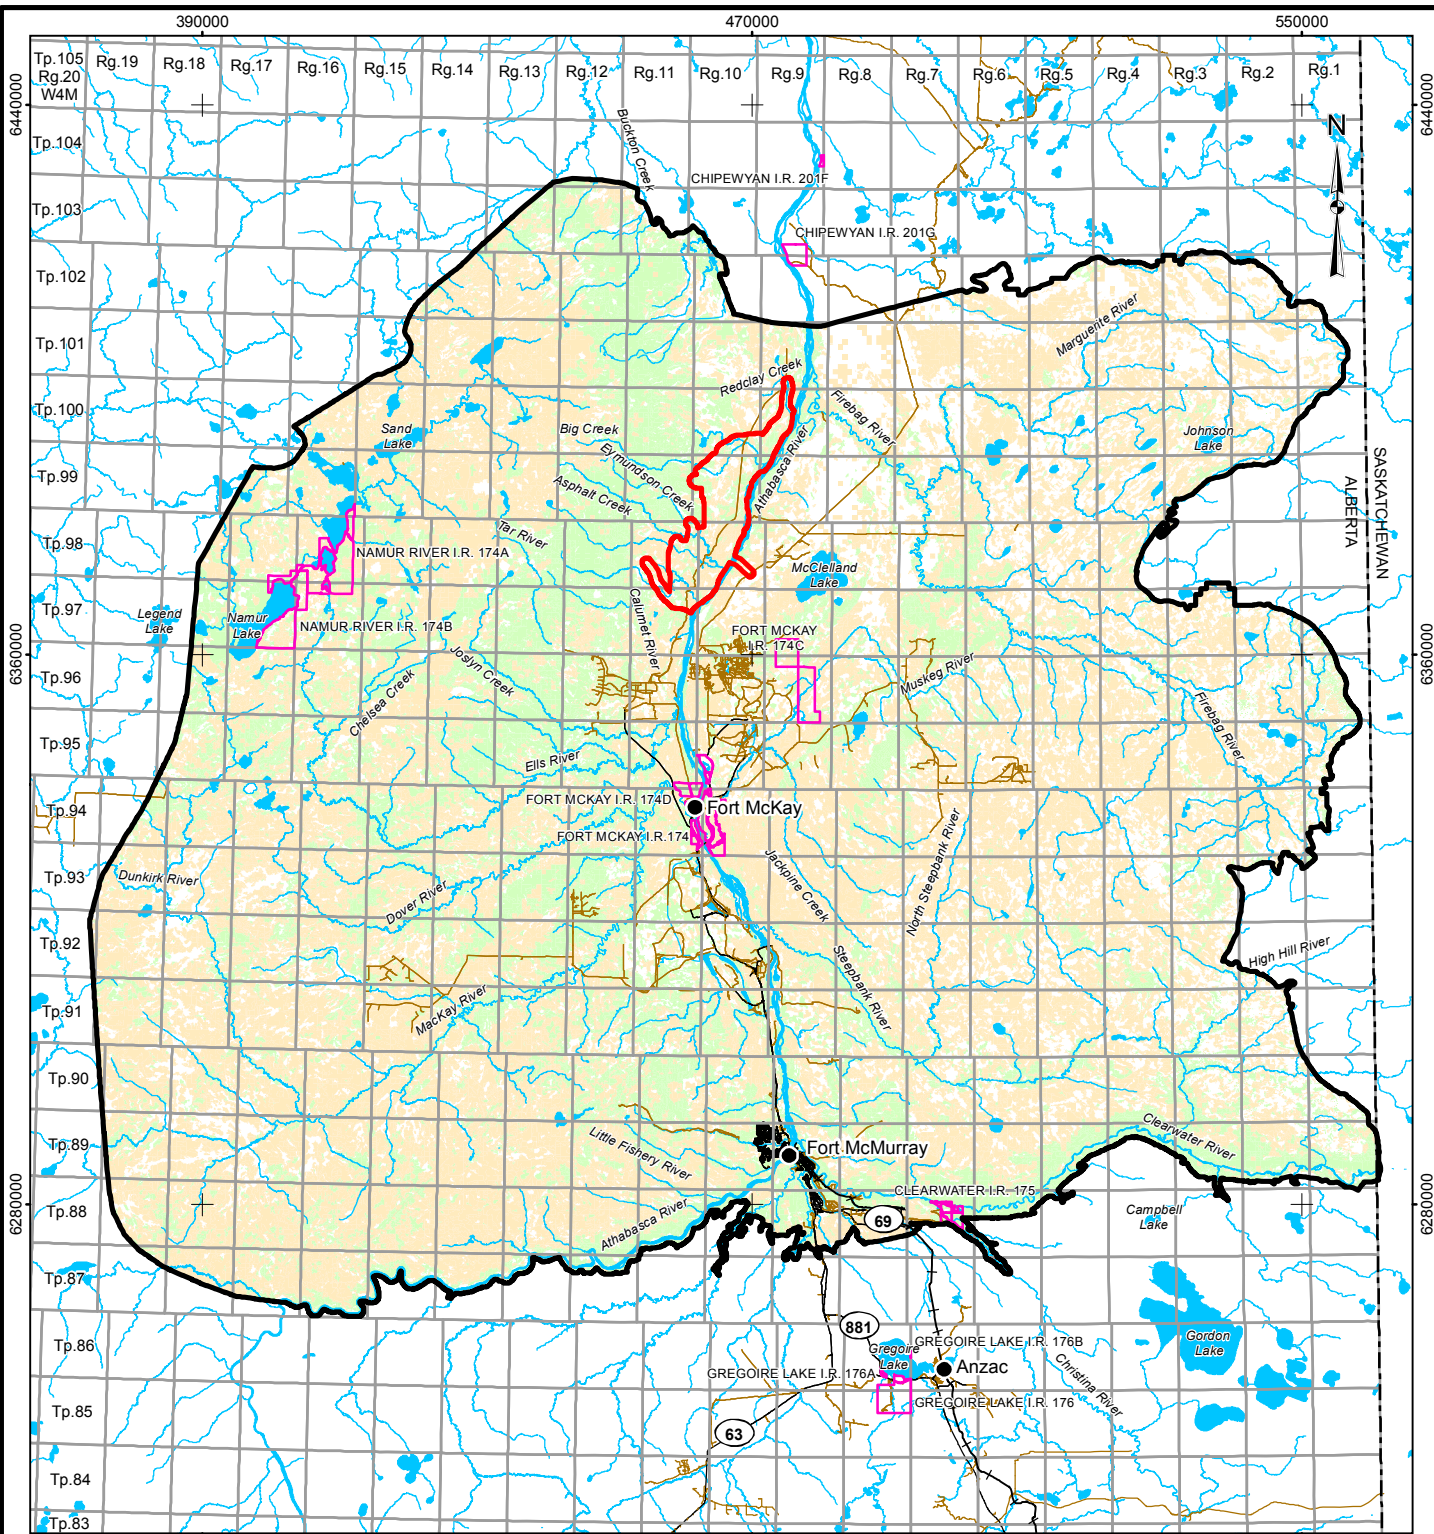 390000
470000
550000
Tp.105
Rg.20
W4M
Rg.19
Rg.18
Rg.17
Rg.16
Rg.15
Rg.14
Rg.13
Rg.12
Rg.11
Rg.10
Rg.9
Rg.8
Rg.7
Rg.6
Rg.5
Rg.4
Rg.3
Rg.2
Rg.1
6440000
6440000
N
Tp.104
Buckton Creek
CHIPEWYAN I.R. 201F
Tp.103
CHIPEWYAN I.R. 201G
Tp.102
Marguerite River
Tp.101
Redclay Creek
Tp.100
Firebag River
Sand
Lake
Big Creek
Johnson
Lake
Eymundson Creek
Athabasca River
Tp.99
Asphalt Creek
SASKATCHEWAN
ALBERTA
Tar River
Tp.98
NAMUR RIVER I.R. 174A
McClelland
Lake
Tp.97
Legend
Lake
Namur
Lake
NAMUR RIVER I.R. 174B
Calumet River
FORT MCKAY
I.R. 174C
6360000
6360000
Tp.96
Joslyn Creek
Chelsea Creek
Muskeg River
Firebag River
Tp.95
Ells River
Tp.94
FORT MCKAY I.R. 174D
Fort McKay
FORT MCKAY I.R.174
North Steepbank River
Tp.93
Dunkirk River
Dover River
Jackpine Creek
Tp.92
Steepbank River
High Hill River
Tp.91
MacKay River
Tp.90
Tp.89
Little Fishery River
Fort McMurray
Clearwater River
6280000
6280000
Tp.88
CLEARWATER I.R. 175
Athabasca River
69
Campbell
Lake
Tp.87
881
Tp.86
GREGOIRE LAKE I.R. 176B
Gregoire
Lake
Gordon
Lake
GREGOIRE LAKE I.R. 176A
Anzac
Christina River
Tp.85
GREGOIRE LAKE I.R. 176
63
Tp.84
Tp.83